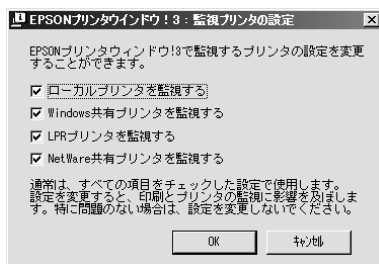 EPSONプリンタウィンドウ!3:監視プリンタの設定
EPSONプリンタウィンドウ!3で監視するプリンタの設定を変更
することができます。
ローカルプリンタを監視する
Windows共有プリンタを監視する
LPRプリンタを監視する
NetWare共有プリンタを監視する
通常は、すべての項目をチェックした設定で使用します。
設定を変更すると、印刷とプリンタの監視に影響を及ぼしま
す。特に問題のない場合は、設定を変更しないでください。
OK
キャンセル